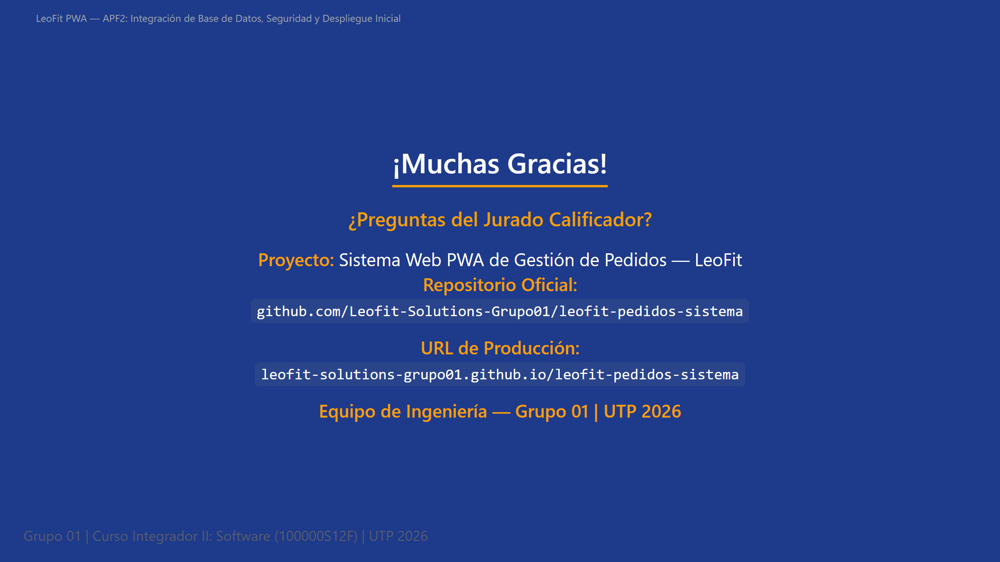 LeoFit PWA — APF2: Integración de Base de Datos, Seguridad y Despliegue Inicial
¡Muchas Gracias!
¿Preguntas del Jurado Calificador?
Proyecto: Sistema Web PWA de Gestión de Pedidos — LeoFit
Repositorio Oficial:
github.com/Leofit-Solutions-Grupo01/leofit-pedidos-sistema
URL de Producción:
leofit-solutions-grupo01.github.io/leofit-pedidos-sistema
Equipo de Ingeniería — Grupo 01 | UTP 2026
Grupo 01 | Curso Integrador II: Software (100000S12F) | UTP 2026